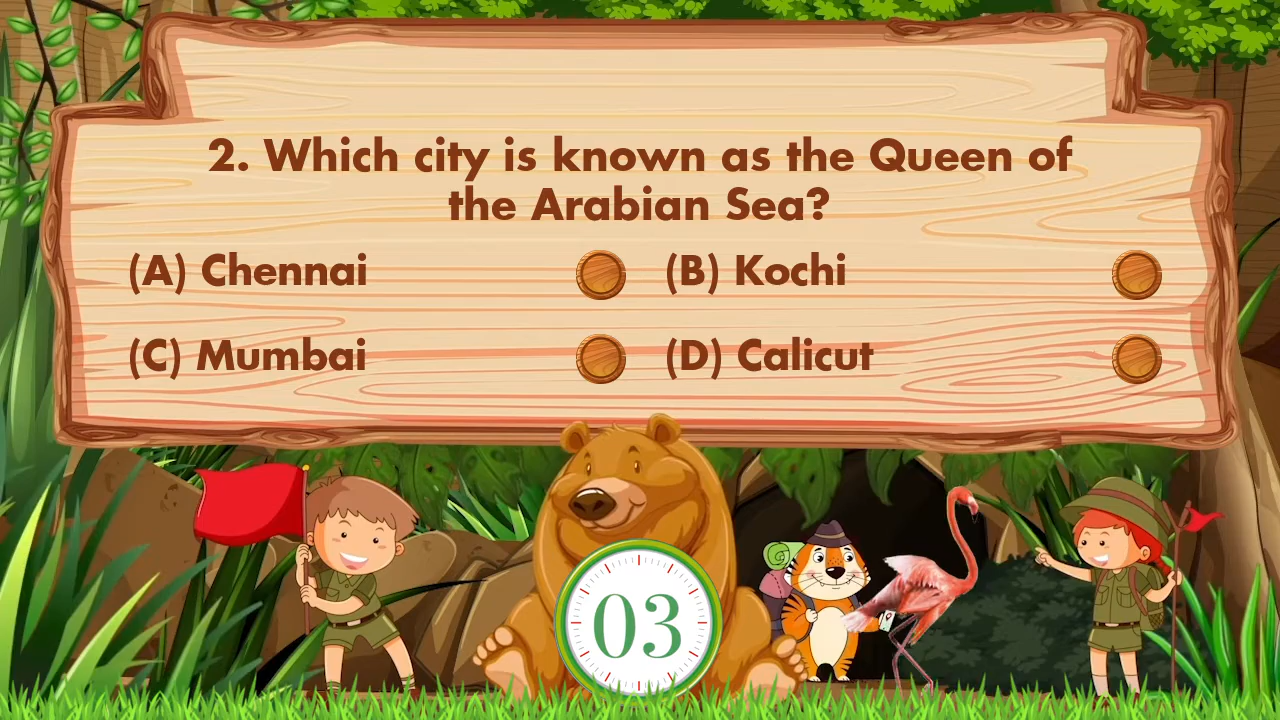 2. Which city is known as the Queen of
the Arabian Sea?
(A) Chennai (B) Kochi
(C) Mumbai (D) Calicut
03